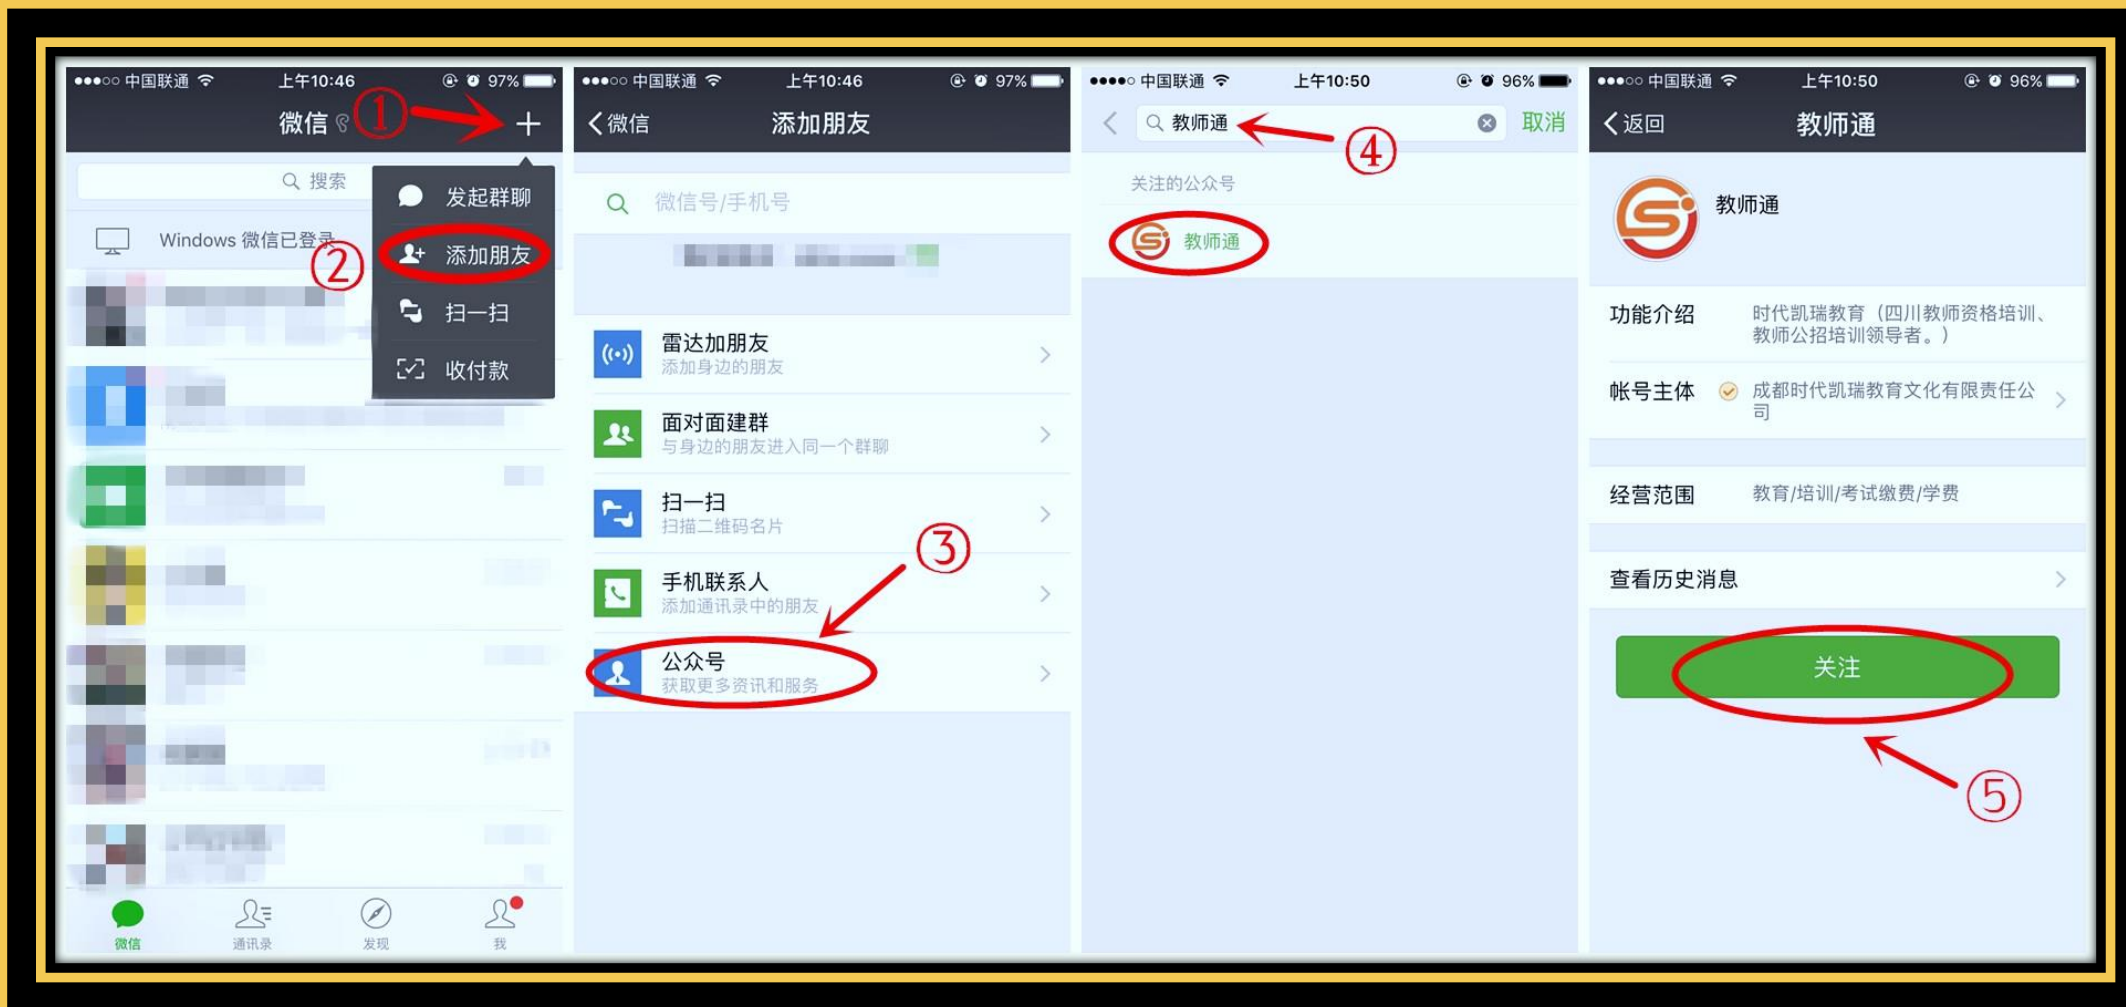 中国联通 上午10:46 97%
微信
①
搜索
Windows 微信已登录
②
发起群聊
添加朋友
扫一扫
收付款
微信 通讯录 发现 我
中国联通 上午10:46 97%
微信 添加朋友
微信号/手机号
雷达加朋友
添加身边的朋友
面对面建群
与身边的朋友进入同一个群聊
扫一扫
扫描二维码名片
③
手机联系人
添加通讯录中的朋友
公众号
获取更多资讯和服务
中国联通 上午10:50 96%
教师通 取消
④
关注的公众号
教师通
中国联通 上午10:50 96%
返回 教师通
教师通
功能介绍 时代凯瑞教育（四川教师资格培训、
教师公招培训领导者。）
帐号主体 成都时代凯瑞教育文化有限责任公
司
经营范围 教育/培训/考试缴费/学费
查看历史消息
关注
⑤